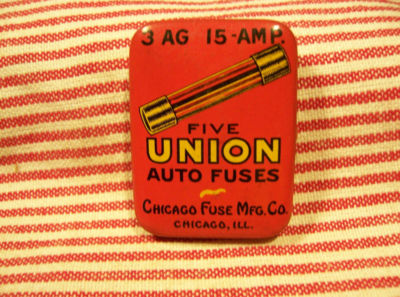 3 AG 15-AMP.
FIVE
UNION
AUTO FUSES
CHICAGO FUSE MFG. CO.
CHICAGO, ILL.